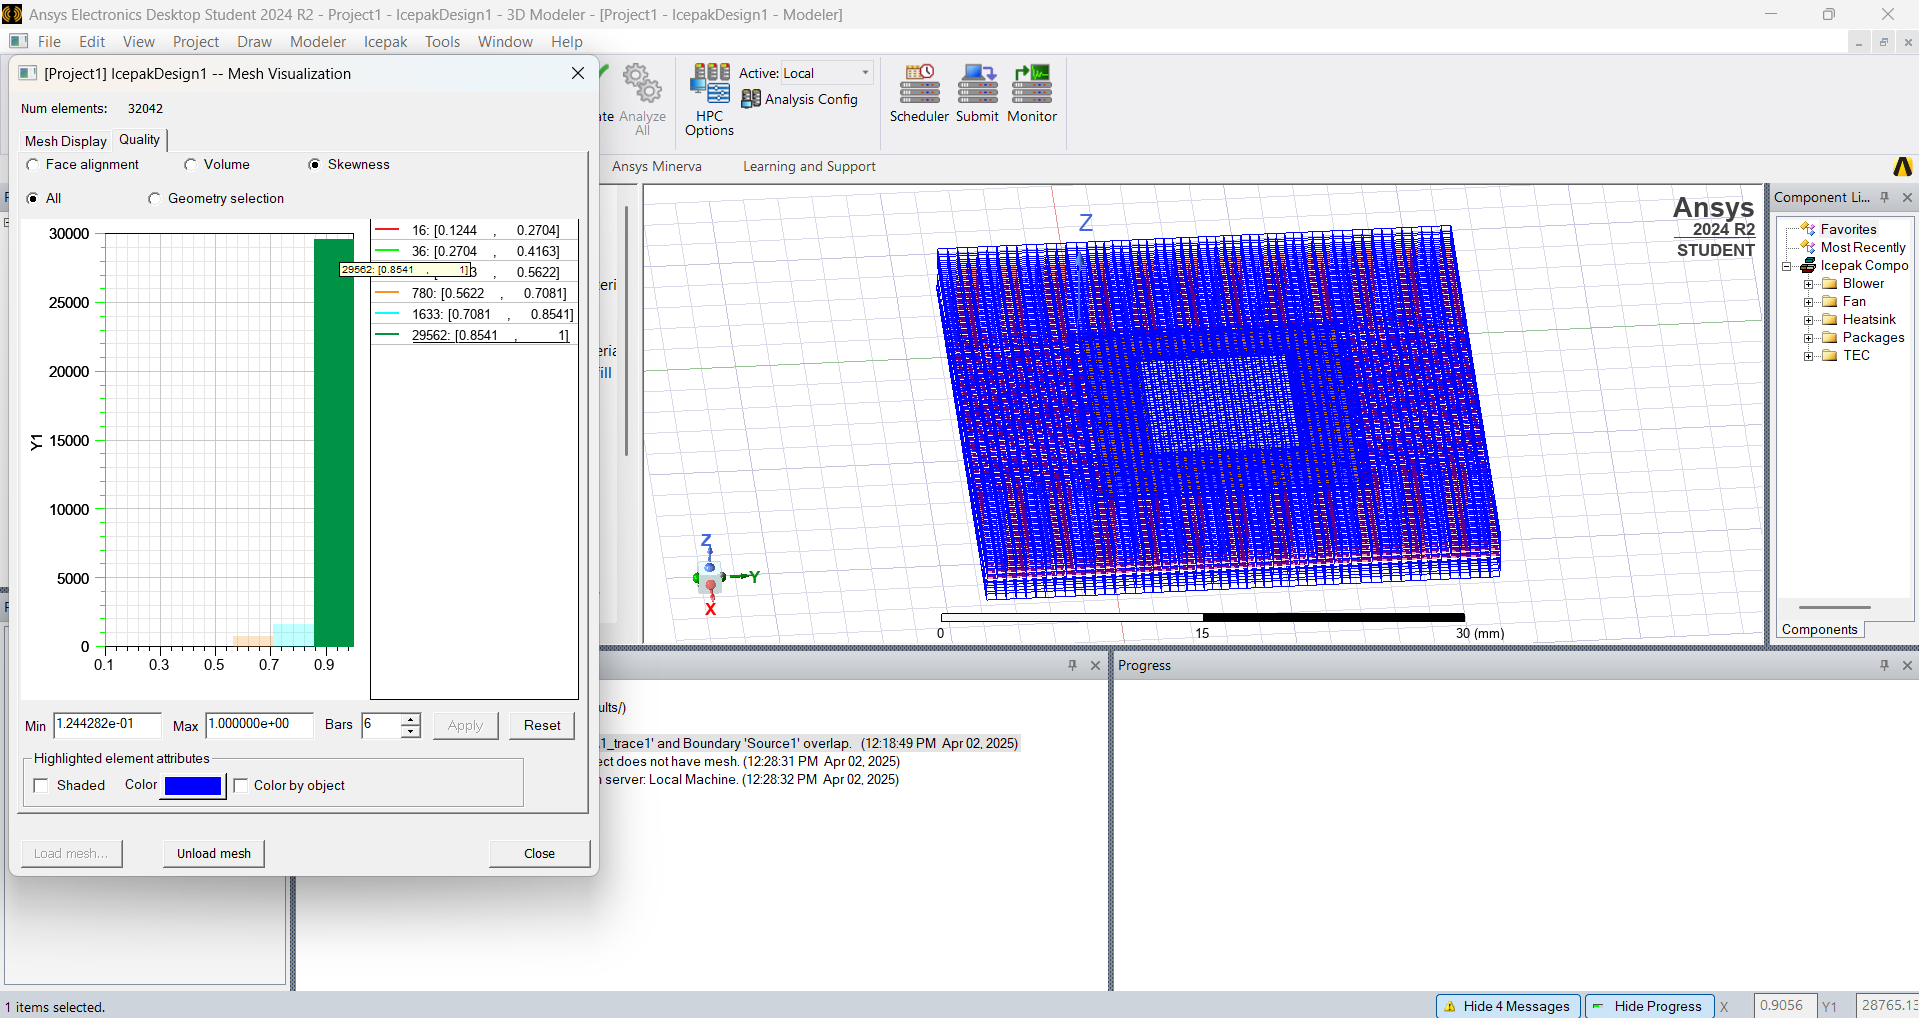 Ansys Electronics Desktop Student 2024 R2 - Project1 - IcepakDesign1 - 3D Modeler - [Project1 - IcepakDesign1 - Modeler]
File Edit View Project Draw Modeler Icepak Tools Window Help
[Project1] IcepakDesign1 -- Mesh Visualization
Num elements: 32042
Mesh Display Quality
Face alignment Volume Skewness
All Geometry selection
30000
25000
20000
15000
10000
5000
0
Y1
0.1 0.3 0.5 0.7 0.9
16: [0.1244 , 0.2704]
36: [0.2704 , 0.4163]
29562: [0.8541 , 1]
3 , 0.5622]
780: [0.5622 , 0.7081]
1633: [0.7081 , 0.8541]
29562: [0.8541 , 1]
Min 1.244282e-01 Max 1.000000e+00 Bars 6 Apply Reset
Highlighted element attributes
Shaded Color Color by object
Load mesh... Unload mesh Close
ate Analyze All
HPC Options
Active: Local
Analysis Config
Scheduler Submit Monitor
Ansys Minerva Learning and Support
eri
eria
fill
Ansys
2024 R2
STUDENT
Z
Z
Y
X
0 15 30 (mm)
Component Li...
Favorites
Most Recently
Icepak Compo
Blower
Fan
Heatsink
Packages
TEC
Components
ults/)
1_trace1' and Boundary 'Source1' overlap. (12:18:49 PM Apr 02, 2025)
ect does not have mesh. (12:28:31 PM Apr 02, 2025)
server: Local Machine. (12:28:32 PM Apr 02, 2025)
Progress
1 items selected.
Hide 4 Messages Hide Progress X 0.9056 Y1 28765.13